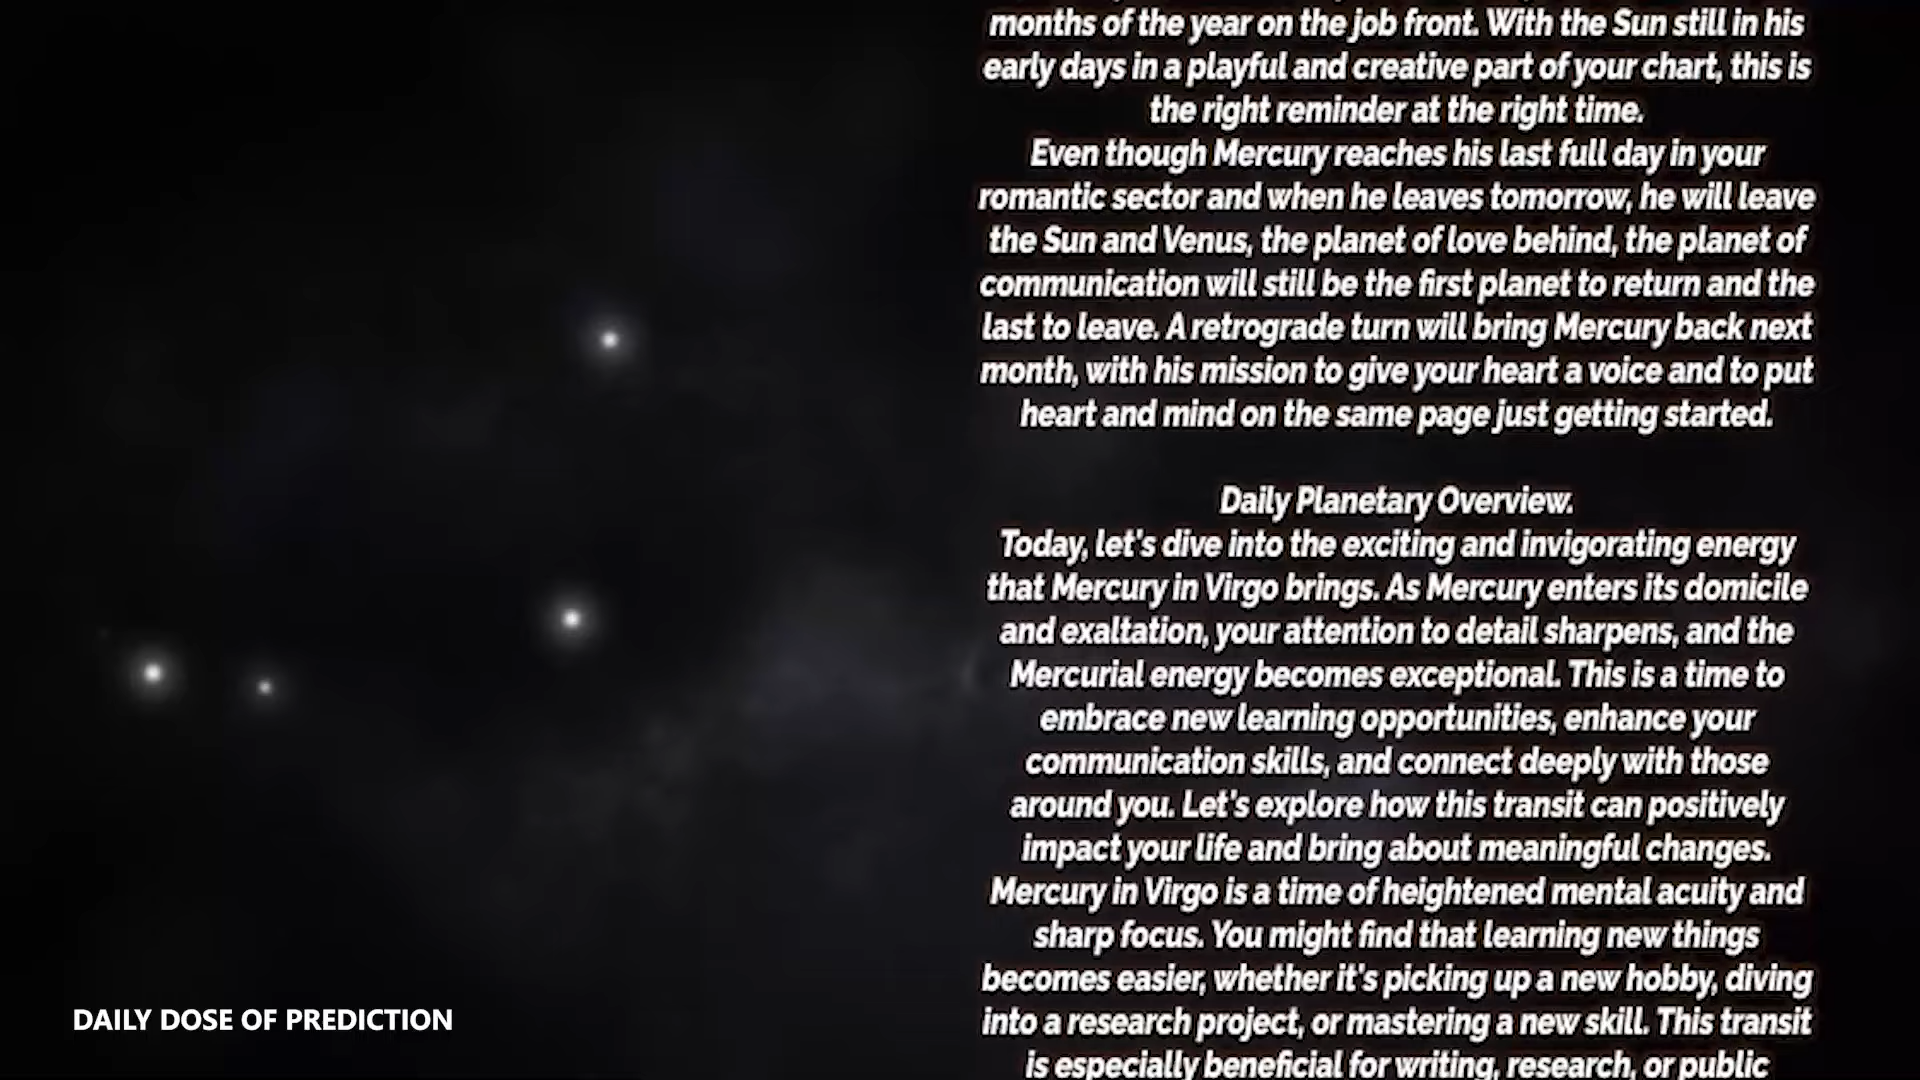 months of the year on the job front. With the Sun still in his
early days in a playful and creative part of your chart, this is
the right reminder at the right time.
Even though Mercury reaches his last full day in your
romantic sector and when he leaves tomorrow, he will leave
the Sun and Venus, the planet of love behind, the planet of
communication will still be the first planet to return and the
last to leave. A retrograde turn will bring Mercury back next
month, with his mission to give your heart a voice and to put
heart and mind on the same page just getting started.
Daily Planetary Overview.
Today, let's dive into the exciting and invigorating energy
that Mercury in Virgo brings. As Mercury enters its domicile
and exaltation, your attention to detail sharpens, and the
Mercurial energy becomes exceptional. This is a time to
embrace new learning opportunities, enhance your
communication skills, and connect deeply with those
around you. Let's explore how this transit can positively
impact your life and bring about meaningful changes.
Mercury in Virgo is a time of heightened mental acuity and
sharp focus. You might find that learning new things
becomes easier, whether it's picking up a new hobby, diving
into a research project, or mastering a new skill. This transit
is especially beneficial for writing, research, or public
DAILY DOSE OF PREDICTION